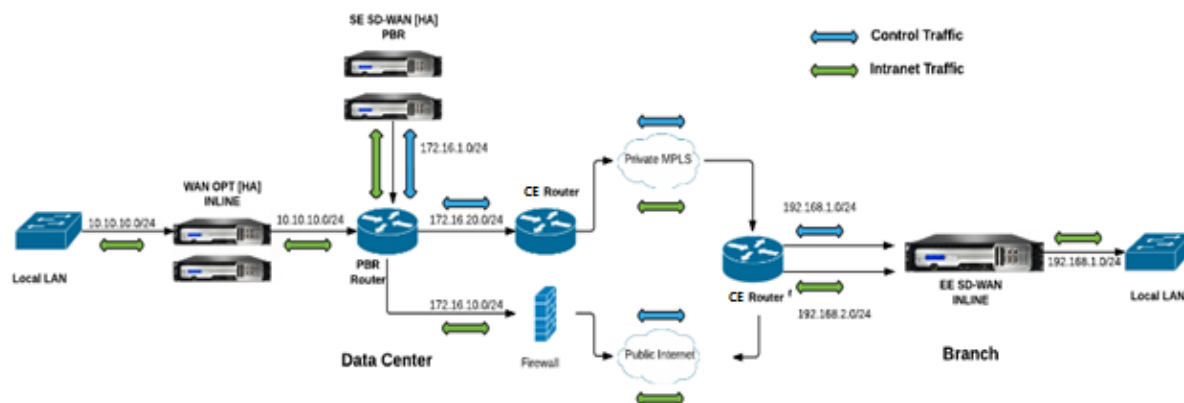 SE SD-WAN [HA]
PBR
Control Traffic
Intranet Traffic
172.16.1.0/24
Private MPLS
WAN OPT [HA]
INLINE
CE Router
10.10.10.0/24
10.10.10.0/24
172.16.20.0/24
192.168.1.0/24
Local LAN
PBR
Router
192.168.1.0/24
EE SD-WAN
INLINE
Local LAN
CE Router f
172.16.10.0/24
192.168.2.0/24
Data Center
Firewall
Public Internet
Branch